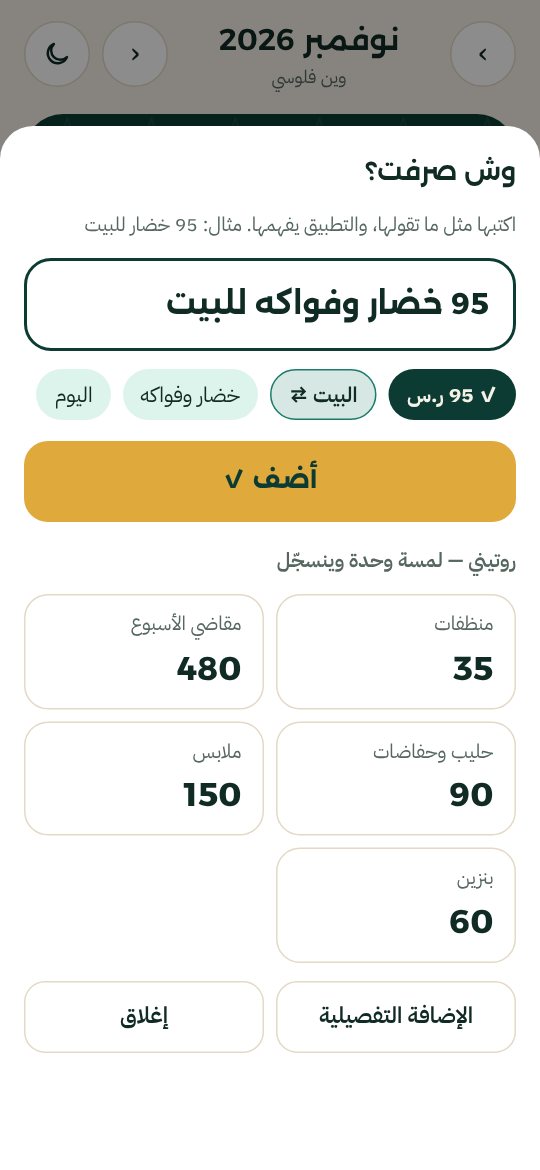 نوفمبر 2026
وين فلوسي
وش صرفت؟
اكتبها مثل ما تقولها، والتطبيق يفهمها. مثال: 95 خضار للبيت
95 خضار وفواكه للبيت
✓ 95 ر.س
البيت ⇄
خضار وفواكه
اليوم
أضف ✓
روتيني — لمسة وحدة وينسجّل
منظفات
35
مقاضي الأسبوع
480
حليب وحفاضات
90
ملابس
150
بنزين
60
الإضافة التفصيلية
إغلاق